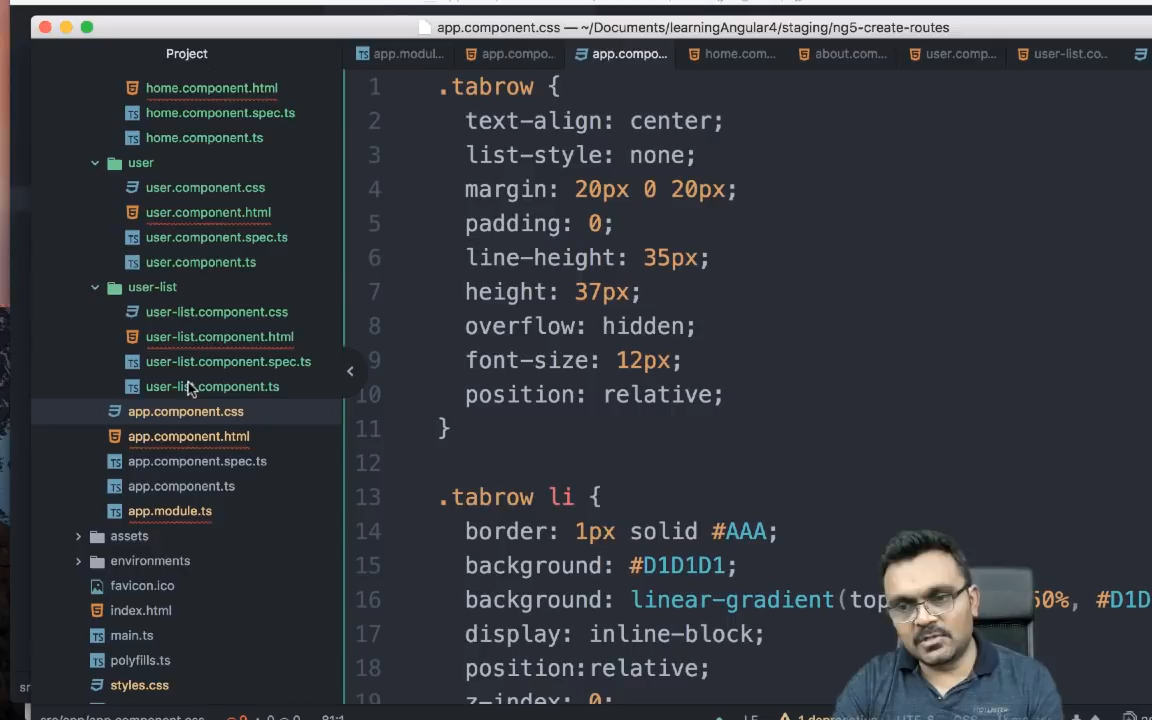 app.component.css — ~/Documents/learningAngular4/staging/ng5-create-routes
Project
app.modul...
app.compo...
app.compo...
home.com...
about.com...
user.comp...
user-list.co...
home.component.html
home.component.spec.ts
home.component.ts
user
user.component.css
user.component.html
user.component.spec.ts
user.component.ts
user-list
user-list.component.css
user-list.component.html
user-list.component.spec.ts
user-list.component.ts
app.component.css
app.component.html
app.component.spec.ts
app.component.ts
app.module.ts
assets
environments
favicon.ico
index.html
main.ts
polyfills.ts
styles.css
1 .tabrow {
2 text-align: center;
3 list-style: none;
4 margin: 20px 0 20px;
5 padding: 0;
6 line-height: 35px;
7 height: 37px;
8 overflow: hidden;
9 font-size: 12px;
10 position: relative;
11 }
12
13 .tabrow li {
14 border: 1px solid #AAA;
15 background: #D1D1D1;
16 background: linear-gradient(top 50%, #D1D
17 display: inline-block;
18 position:relative;
19 z-index: 0;